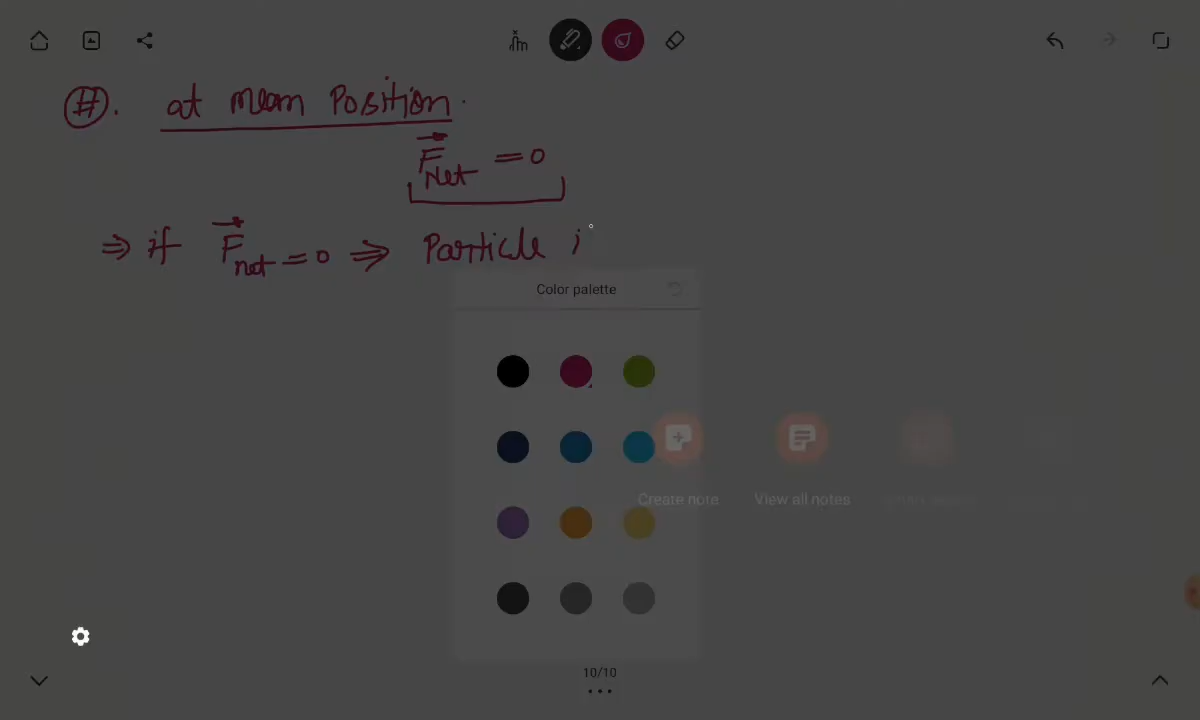 #. at mean Position.
F Net = 0
⇒ if F net = 0 ⇒ Particle i
Color palette
Create note
View all notes
10/10